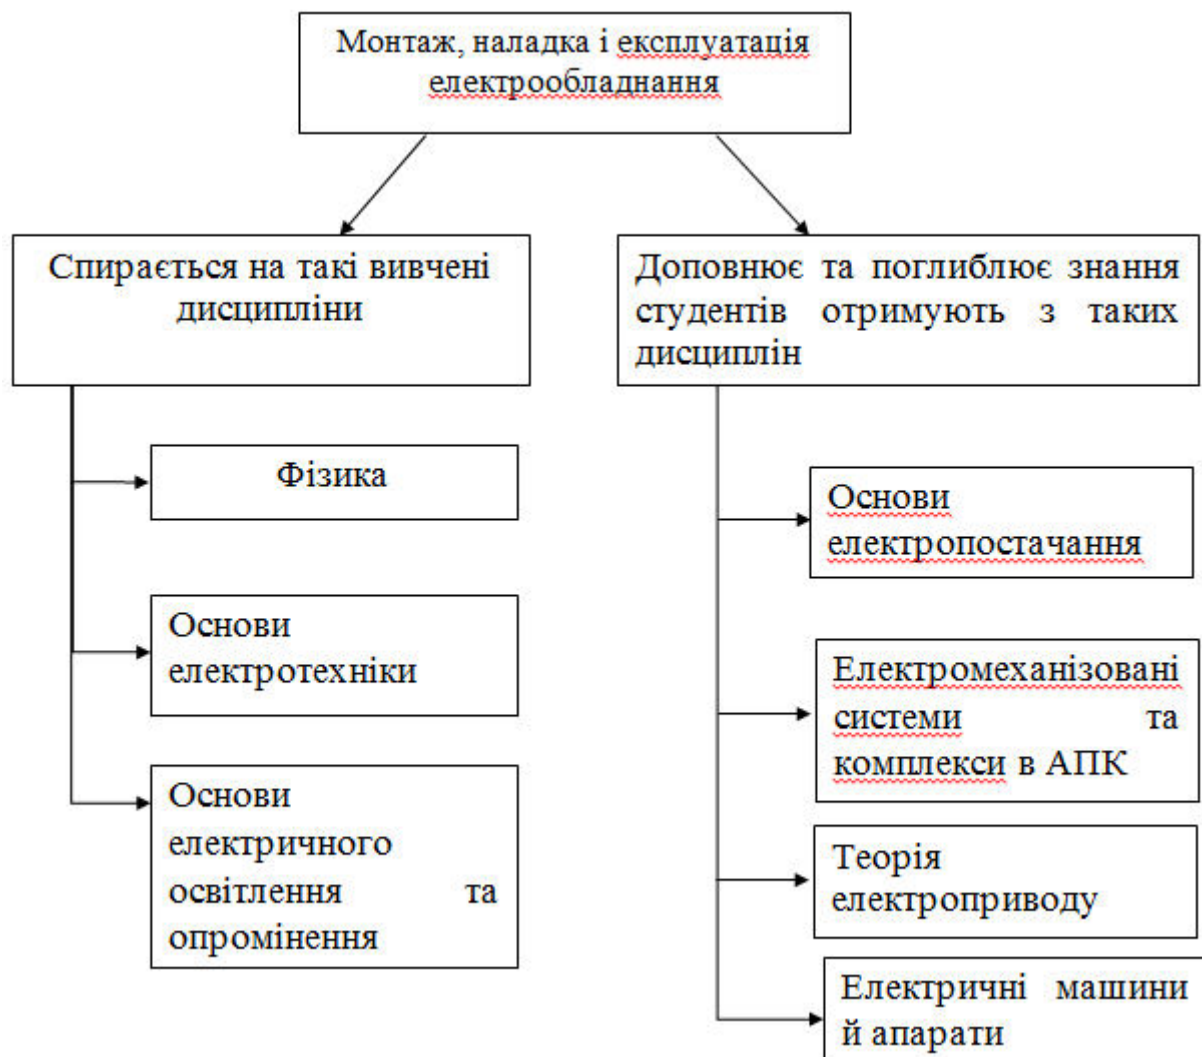 Монтаж, наладка і експлуатація
електрообладнання
Спирається на такі вивчені
дисципліни
Доповнює та поглиблює знання
студентів отримують з таких
дисциплін
Фізика
Основи
електротехніки
Основи
електричного
освітлення та
опромінення
Основи
електропостачання
Електромеханізовані
системи та
комплекси в АПК
Теорія
електроприводу
Електричні машини
й апарати